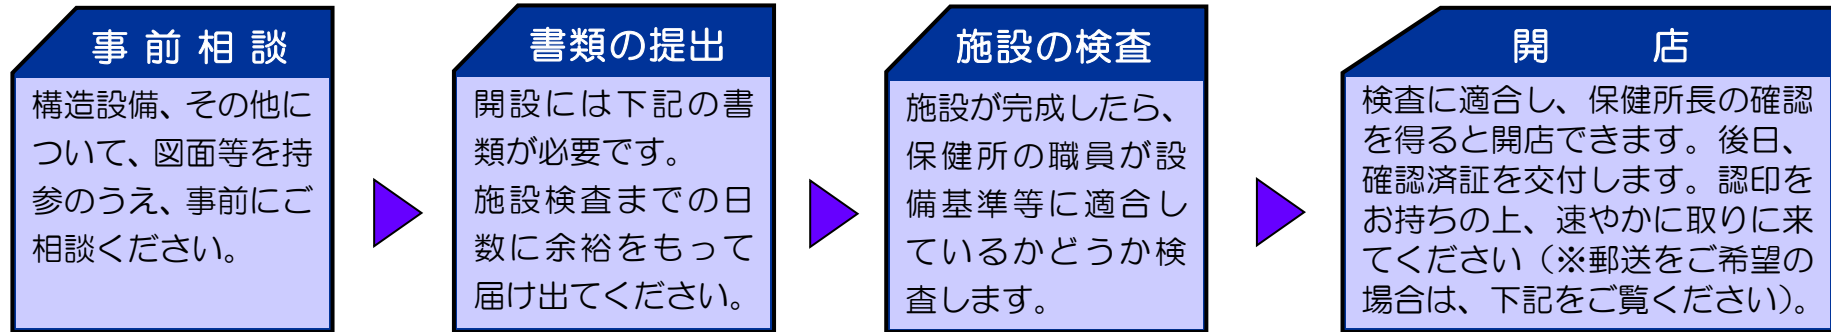 事前相談
構造設備、その他に
ついて、図面等を持
参のうえ、事前にご
相談ください。
書類の提出
開設には下記の書
類が必要です。
施設検査までの日
数に余裕をもって
届け出てください。
施設の検査
施設が完成したら、
保健所の職員が設
備基準等に適合し
ているかどうか検
査します。
開店
検査に適合し、保健所長の確認
を得ると開店できます。後日、
確認済証を交付します。認印を
お持ちの上、速やかに取りに来
てください（※郵送をご希望の
場合は、下記をご覧ください）。